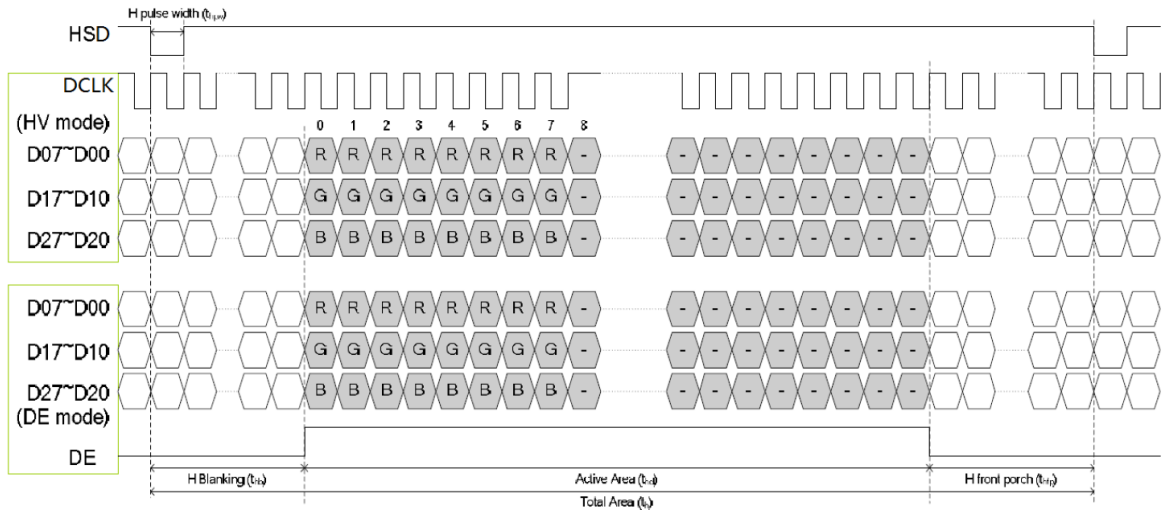 H pulse width (thpw)
HSD
DCLK
(HV mode)
0 1 2 3 4 5 6 7 8
D07~D00 R R R R R R R R - - - - - - - - -
D17~D10 G G G G G G G G - - - - - - - - -
D27~D20 B B B B B B B B - - - - - - - - -
D07~D00 R R R R R R R R - - - - - - - - -
D17~D10 G G G G G G G G - - - - - - - - -
D27~D20 B B B B B B B B - - - - - - - - -
(DE mode)
DE
H Blanking (thb) Active Area (thd) H front porch (thfp)
Total Area (th)